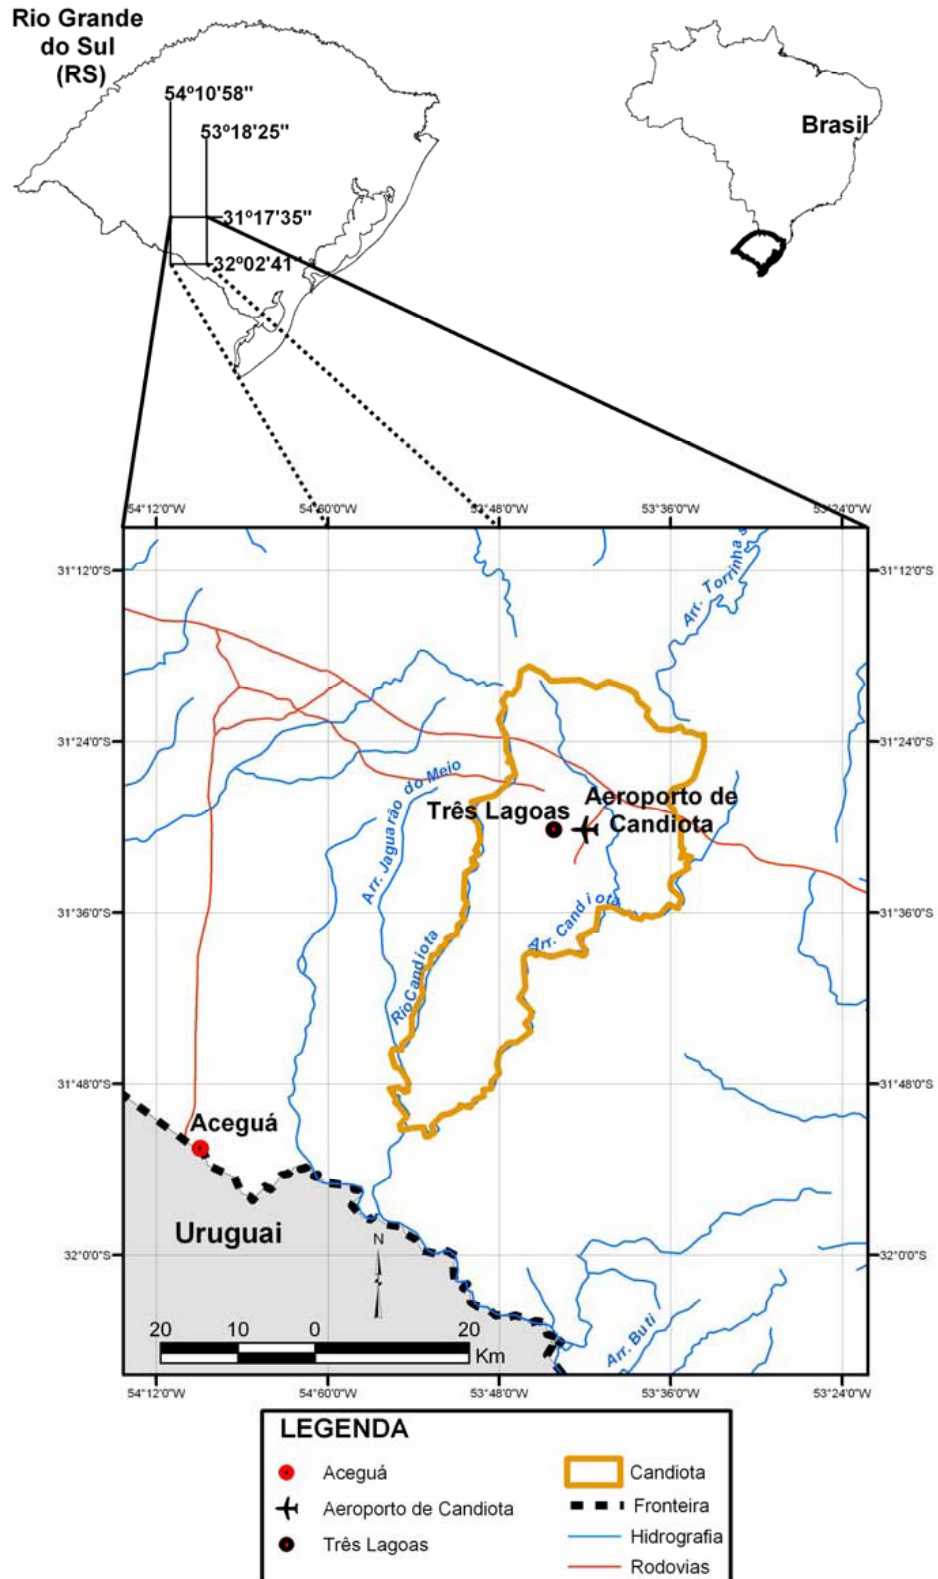 Rio Grande
do Sul
(RS)
54º10'58"
53º18'25"
31º17'35"
32º02'41"
Brasil
54°12'0"W
54°60'0"W
53°48'0"W
53°36'0"W
53°24'0"W
31°12'0"S
31°12'0"S
Arr. Torrinhas
31°24'0"S
31°24'0"S
Arr. Jaguarão do Meio
Três Lagoas
Aeroporto de
Candiota
31°36'0"S
31°36'0"S
Rio Candiota
Arr. Candiota
31°48'0"S
31°48'0"S
Aceguá
Uruguai
32°0'0"S
32°0'0"S
N
20 10 0 20
Km
Arr. Buti
54°12'0"W
54°60'0"W
53°48'0"W
53°36'0"W
53°24'0"W
LEGENDA
Aceguá
Aeroporto de Candiota
Três Lagoas
Candiota
Fronteira
Hidrografia
Rodovias